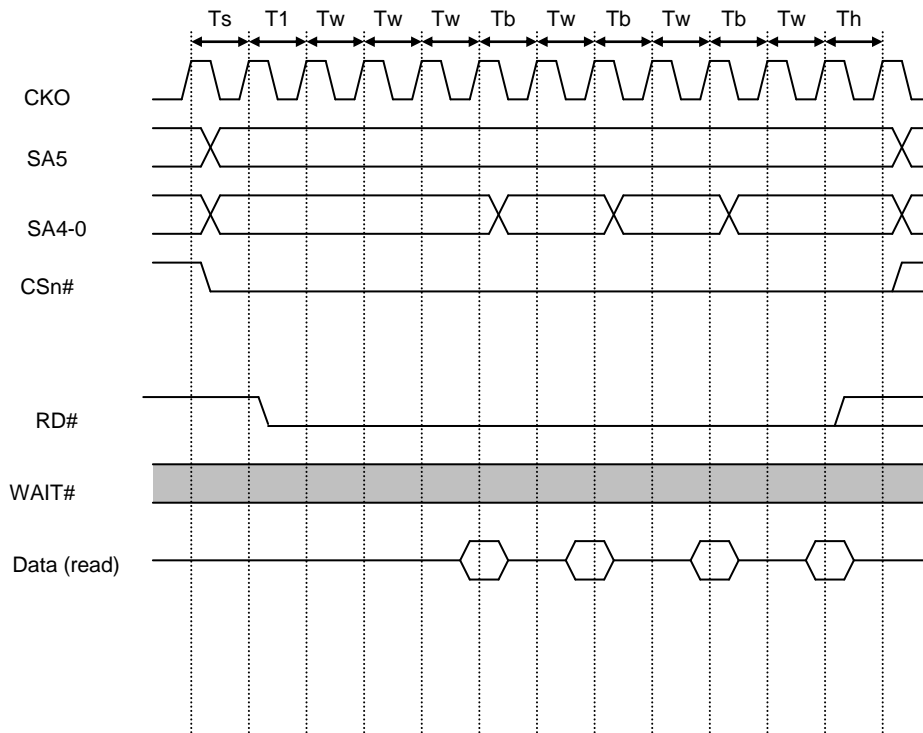 Ts T1 Tw Tw Tw Tb Tw Tb Tw Tb Tw Th
CKO
SA5
SA4-0
CSn#
RD#
WAIT#
Data (read)